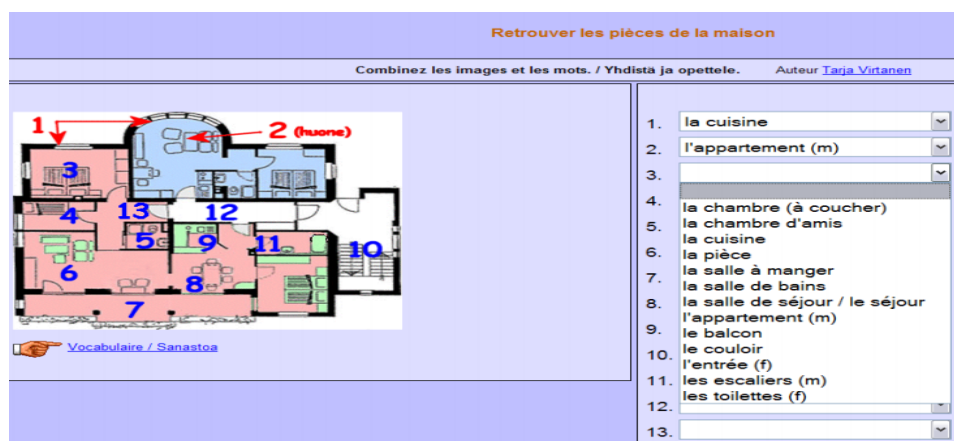 Retrouver les pièces de la maison
Combinez les images et les mots. / Yhdistä ja opettele. Auteur Tarja Virtanen
1
2 (huone)
3
4
13
12
5
9
11
10
6
8
7
Vocabulaire / Sanastoa
1. la cuisine
2. l'appartement (m)
3.
4.
la chambre (à coucher)
5.
la chambre d'amis
la cuisine
6.
la pièce
7.
la salle à manger
la salle de bains
8.
la salle de séjour / le séjour
l'appartement (m)
9.
le balcon
10.
le couloir
l'entrée (f)
11.
les escaliers (m)
les toilettes (f)
12.
13.